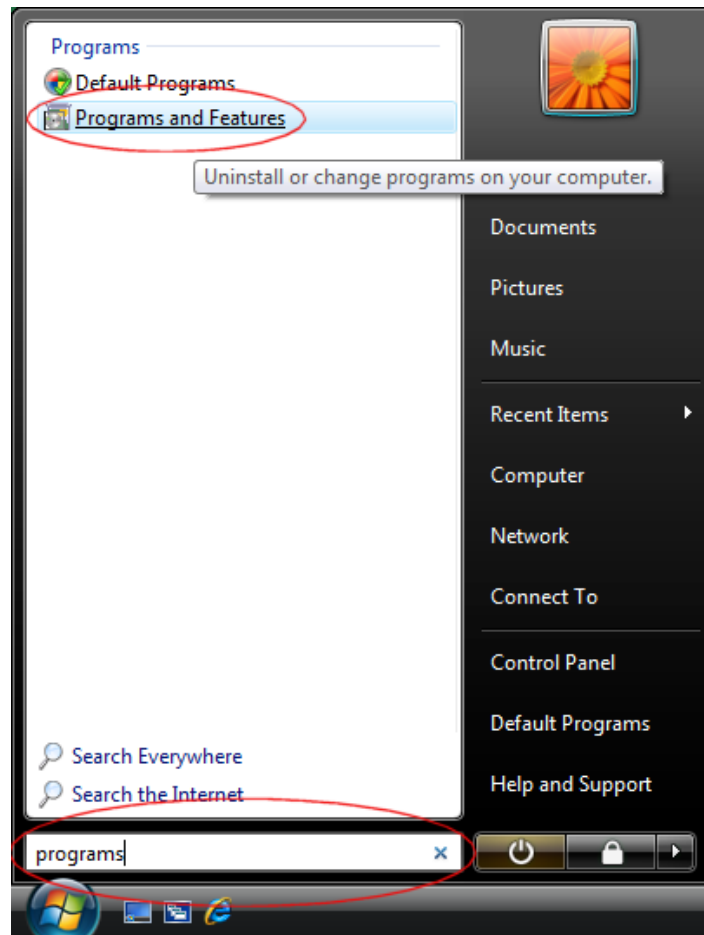 Programs
Default Programs
Programs and Features
Uninstall or change programs on your computer.
Search Everywhere
Search the Internet
programs
Documents
Pictures
Music
Recent Items
Computer
Network
Connect To
Control Panel
Default Programs
Help and Support